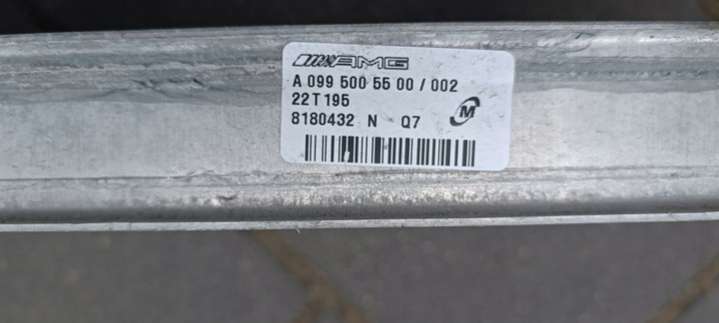 AMG
A 099 500 55 00 / 002
22T195
M
8180432 N Q7